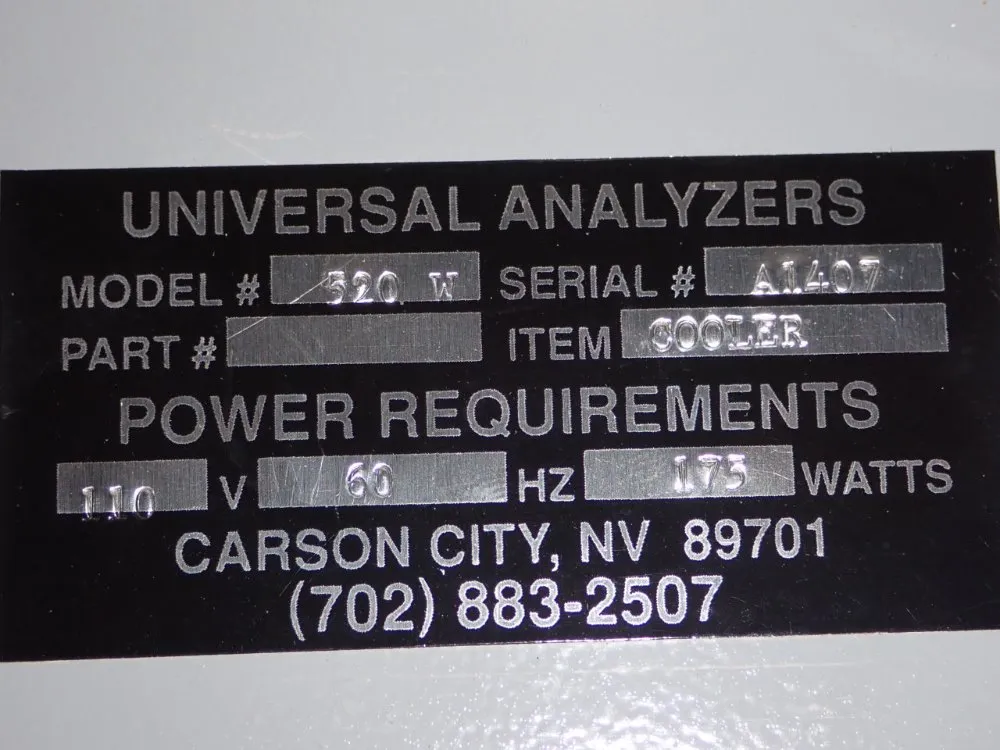 UNIVERSAL ANALYZERS
MODEL # 520 W SERIAL # A1407
PART # ITEM COOLER
POWER REQUIREMENTS
110 V 60 HZ 175 WATTS
CARSON CITY, NV 89701
(702) 883-2507